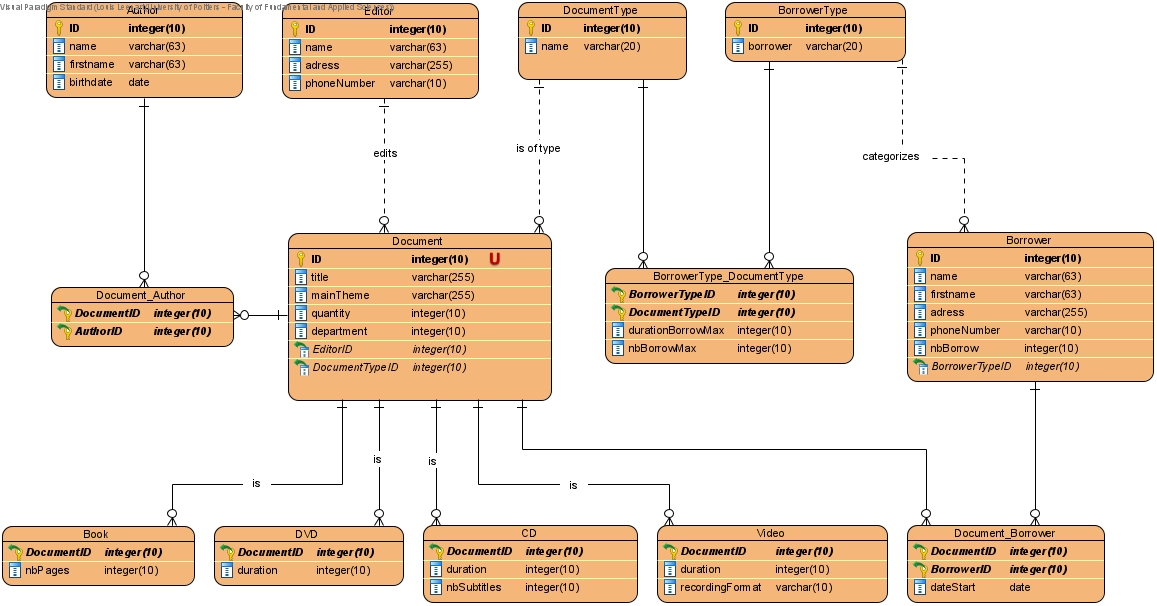 Visual Paradigm Standard(Louis Leonard(University of Poitiers - Faculty of Fundamental and Applied Sciences))
Author
ID integer(10)
name varchar(63)
firstname varchar(63)
birthdate date
Editor
ID integer(10)
name varchar(63)
adress varchar(255)
phoneNumber varchar(10)
DocumentType
ID integer(10)
name varchar(20)
BorrowerType
ID integer(10)
borrower varchar(20)
edits
is of type
categorizes
Document
ID integer(10) U
title varchar(255)
mainTheme varchar(255)
quantity integer(10)
department integer(10)
EditorID integer(10)
DocumentTypeID integer(10)
Borrower
ID integer(10)
name varchar(63)
firstname varchar(63)
adress varchar(255)
phoneNumber varchar(10)
nbBorrow integer(10)
BorrowerTypeID integer(10)
BorrowerType_DocumentType
BorrowerTypeID integer(10)
DocumentTypeID integer(10)
durationBorrowMax integer(10)
nbBorrowMax integer(10)
Document_Author
DocumentID integer(10)
AuthorID integer(10)
is
is
is
is
Book
DocumentID integer(10)
nbPages integer(10)
DVD
DocumentID integer(10)
duration integer(10)
CD
DocumentID integer(10)
duration integer(10)
nbSubtitles integer(10)
Video
DocumentID integer(10)
duration integer(10)
recordingFormat varchar(10)
Document_Borrower
DocumentID integer(10)
BorrowerID integer(10)
dateStart date